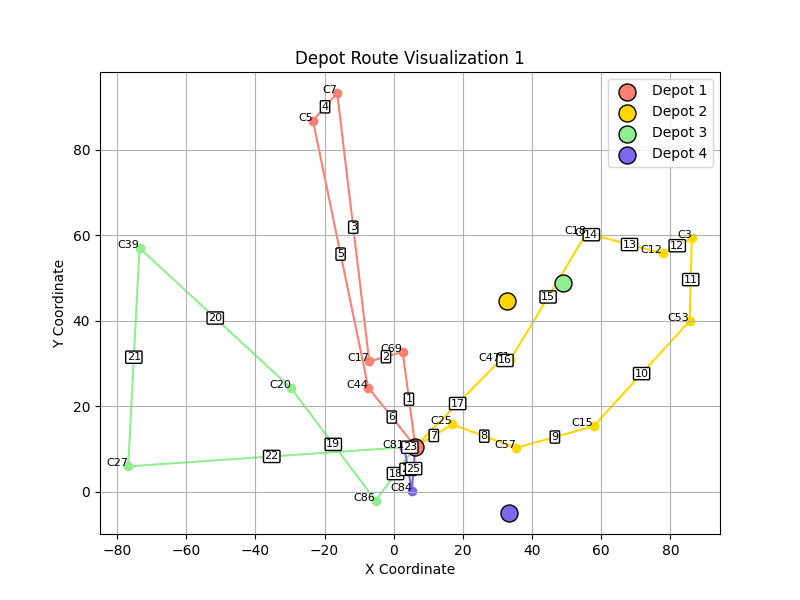 Depot Route Visualization 1
Depot 1
Depot 2
Depot 3
Depot 4
Y Coordinate
X Coordinate
80
60
40
20
0
−80
−60
−40
−20
0
20
40
60
80
C7
4
C5
3
5
C39
C18
14
13
C12
12
C3
11
15
20
C53
21
C17
2
C69
C47
16
10
C44
C20
1
17
6
C25
7
8
9
C15
C57
19
C81
23
22
C27
18
25
C84
C86